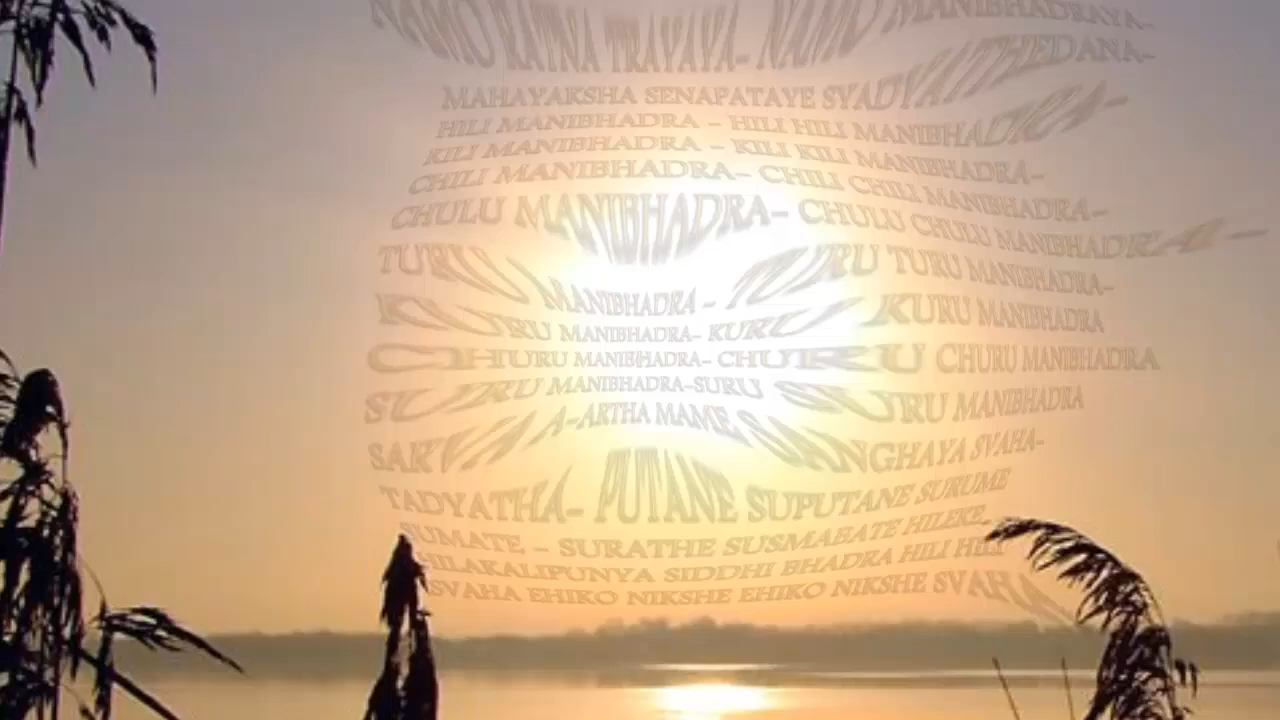 NAMO RATNA TRAYAYA- NAMO MANIBHADRAYA-
MAHAYAKSHA SENAPATAYE SYADYAITHEDANA-
HILI MANIBHADRA - HILI HILI MANIBHADRA-
KILI MANIBHADRA - KILI KILI MANIBHADRA-
CHILI MANIBHADRA- CHILI CHILI MANIBHADRA-
CHULU MANIBHADRA- CHULU CHULU MANIBHADRA-
TURU MANIBHADRA - TURU TURU MANIBHADRA-
KURU MANIBHADRA- KURU KURU MANIBHADRA
CHURU MANIBHADRA- CHURU CHURU MANIBHADRA
SURU MANIBHADRA-SURU SURU MANIBHADRA
SARVA A-ARTHA MAME SANGHAYA SVAHA-
TADYATHA- PUTANE SUPUTANE SURUME
SUMATE - SURATHE SUSMABATE HILEKE,
HILAKALIPUNYA SIDDHI BHADRA HILI HILI
SVAHA EHIKO NIKSHE EHIKO NIKSHE SVAHA